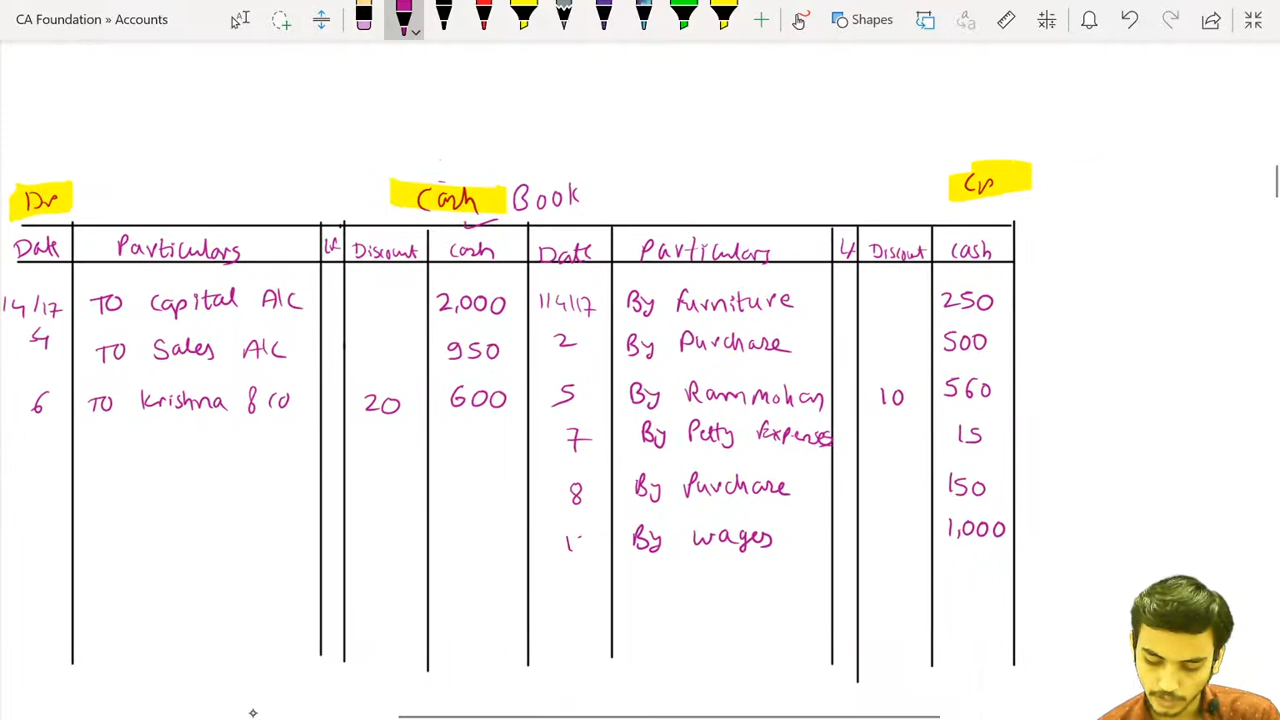 CA Foundation » Accounts
Shapes
Dr Cash Book Cr
Date Particulars LF Discount Cash Date Particulars LF Discout Cash
1/4/17 TO Capital A/C 2,000 1/4/17 By furniture 250
4 TO Sales A/C 950 2 By Purchase 500
6 TO Krishna & co 20 600 5 By Rammohan 10 560
7 By Petty Expenses 15
8 By Purchase 150
By wages 1,000